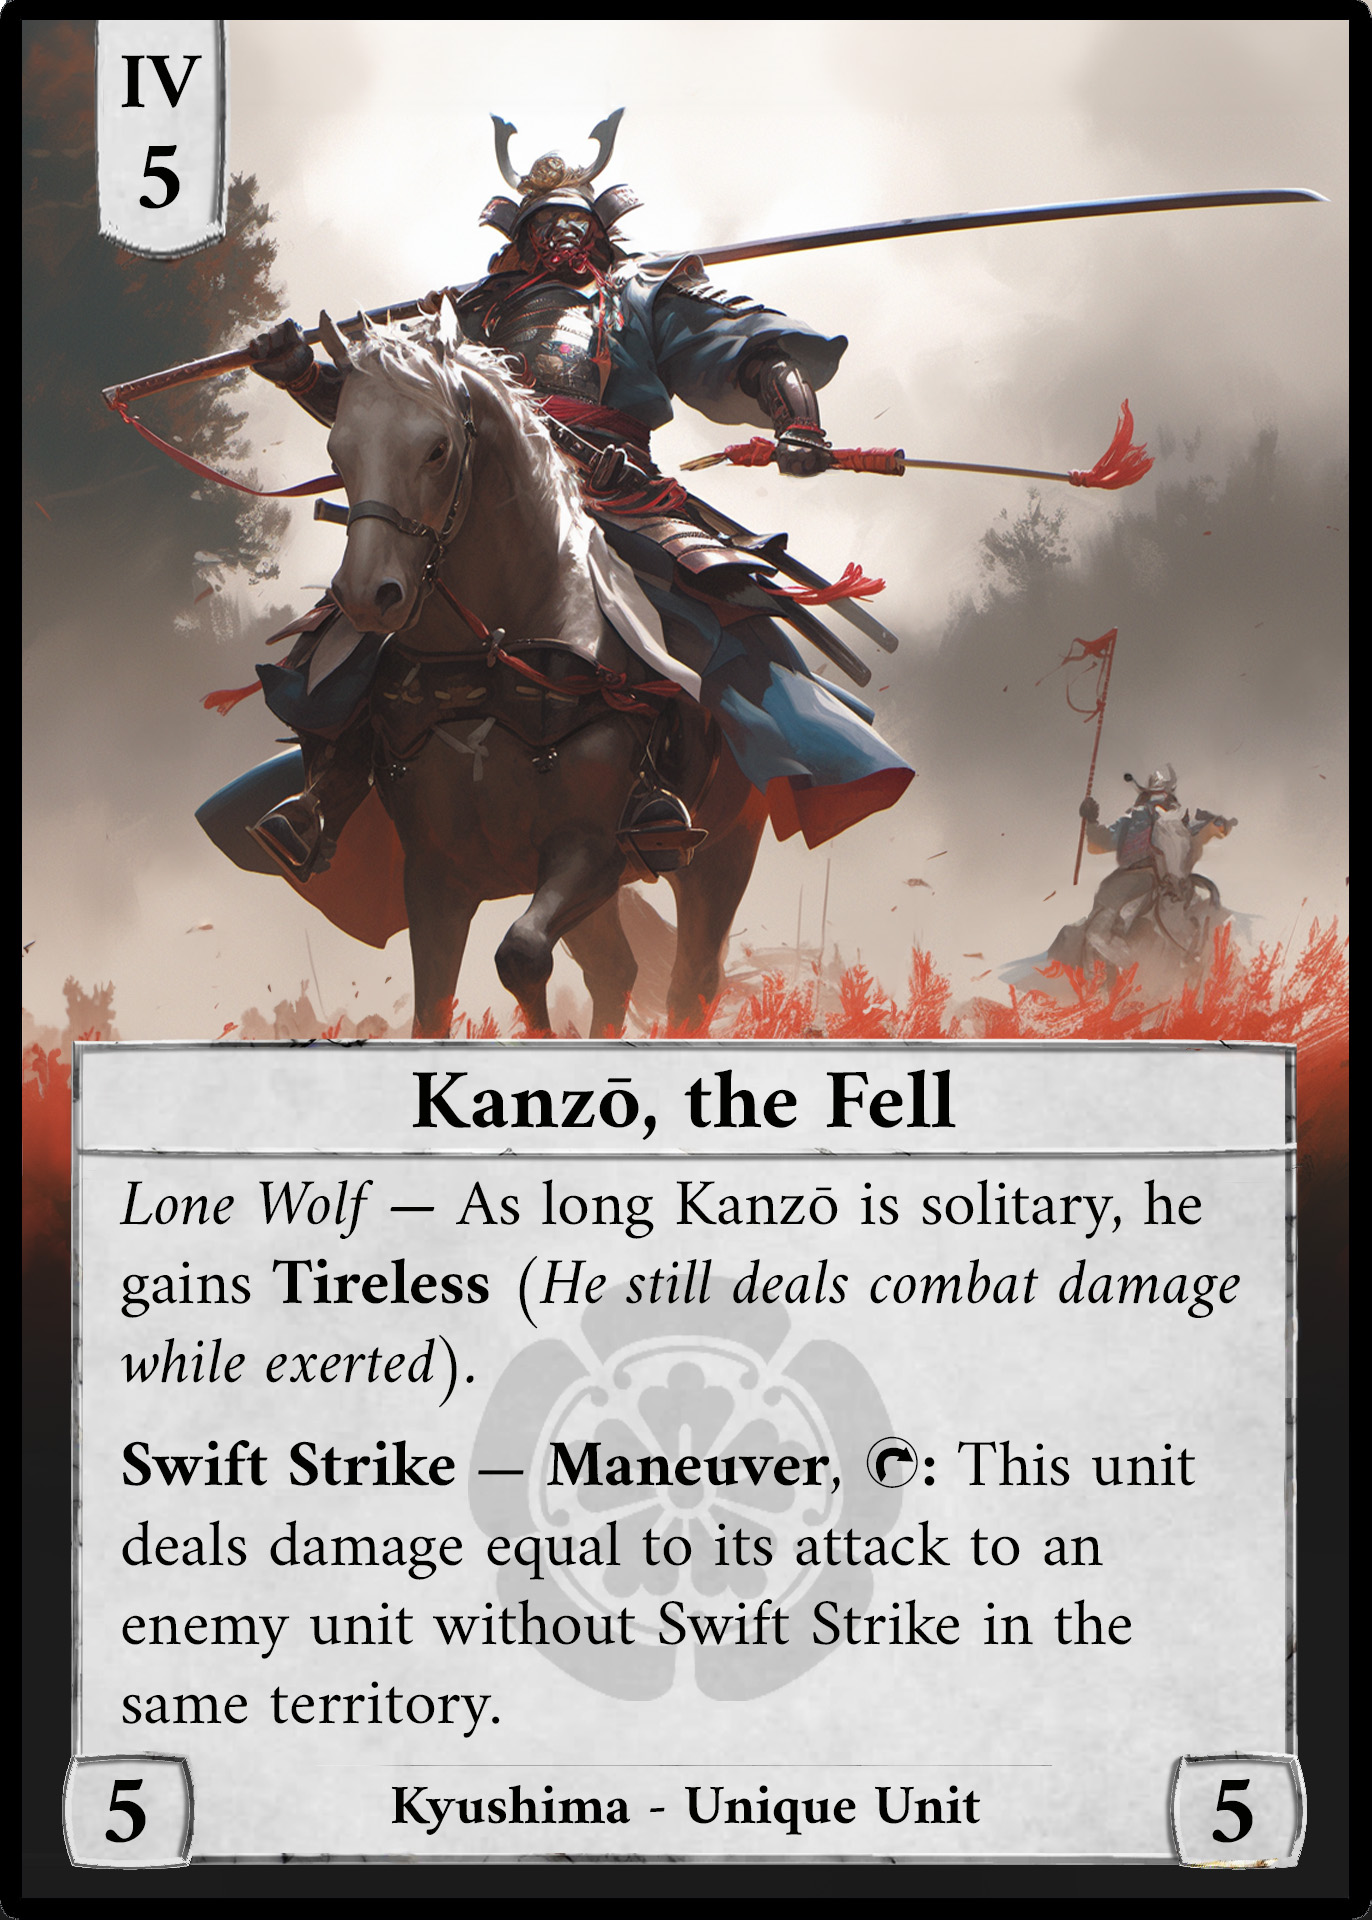 IV
5
Kanzō, the Fell
Lone Wolf — As long Kanzō is solitary, he
gains Tireless (He still deals combat damage
while exerted).
Swift Strike — Maneuver, : This unit
deals damage equal to its attack to an
enemy unit without Swift Strike in the
same territory.
5
Kyushima - Unique Unit
5